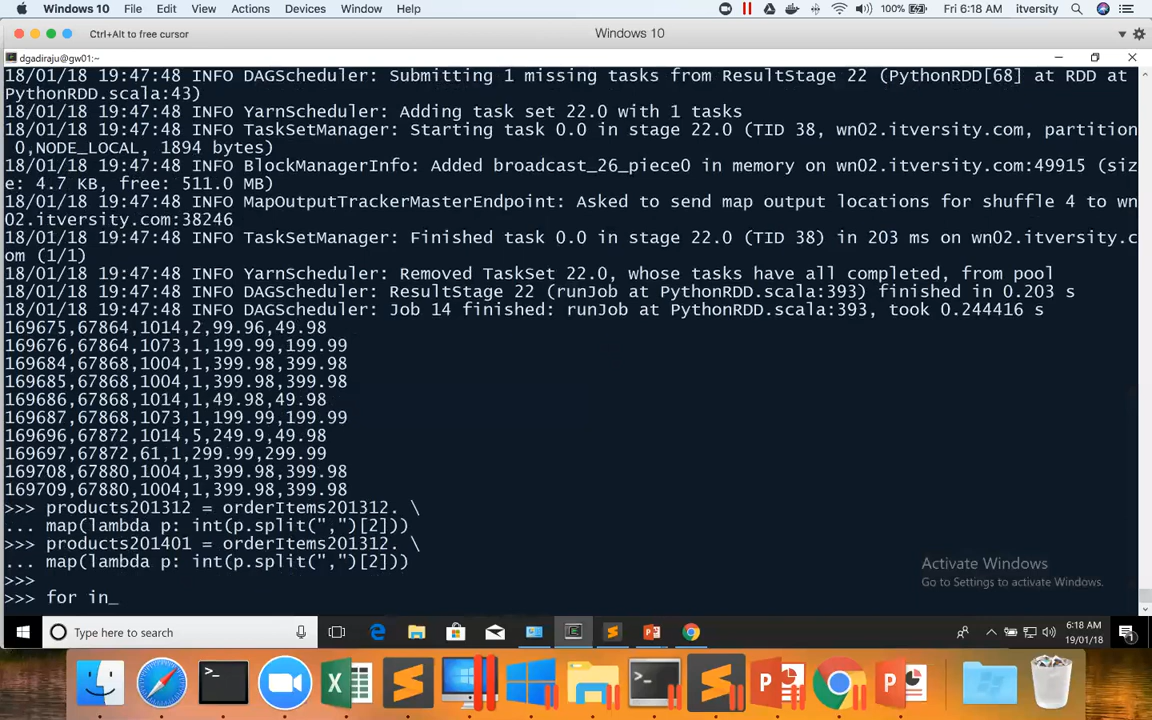 Windows 10 File Edit View Actions Devices Window Help 100% Fri 6:18 AM itversity
Ctrl+Alt to free cursor Windows 10
dgadiraju@gw01:~
18/01/18 19:47:48 INFO DAGScheduler: Submitting 1 missing tasks from ResultStage 22 (PythonRDD[68] at RDD at
PythonRDD.scala:43)
18/01/18 19:47:48 INFO YarnScheduler: Adding task set 22.0 with 1 tasks
18/01/18 19:47:48 INFO TaskSetManager: Starting task 0.0 in stage 22.0 (TID 38, wn02.itversity.com, partition
0,NODE_LOCAL, 1894 bytes)
18/01/18 19:47:48 INFO BlockManagerInfo: Added broadcast_26_piece0 in memory on wn02.itversity.com:49915 (siz
e: 4.7 KB, free: 511.0 MB)
18/01/18 19:47:48 INFO MapOutputTrackerMasterEndpoint: Asked to send map output locations for shuffle 4 to wn
02.itversity.com:38246
18/01/18 19:47:48 INFO TaskSetManager: Finished task 0.0 in stage 22.0 (TID 38) in 203 ms on wn02.itversity.c
om (1/1)
18/01/18 19:47:48 INFO YarnScheduler: Removed TaskSet 22.0, whose tasks have all completed, from pool
18/01/18 19:47:48 INFO DAGScheduler: ResultStage 22 (runJob at PythonRDD.scala:393) finished in 0.203 s
18/01/18 19:47:48 INFO DAGScheduler: Job 14 finished: runJob at PythonRDD.scala:393, took 0.244416 s
169675,67864,1014,2,99.96,49.98
169676,67864,1073,1,199.99,199.99
169684,67868,1004,1,399.98,399.98
169685,67868,1004,1,399.98,399.98
169686,67868,1014,1,49.98,49.98
169687,67868,1073,1,199.99,199.99
169696,67872,1014,5,249.9,49.98
169697,67872,61,1,299.99,299.99
169708,67880,1004,1,399.98,399.98
169709,67880,1004,1,399.98,399.98
>>> products201312 = orderItems201312. \
... map(lambda p: int(p.split(",")[2]))
>>> products201401 = orderItems201312. \
... map(lambda p: int(p.split(",")[2]))
>>>
>>> for in_
Activate Windows
Go to Settings to activate Windows.
Type here to search 6:18 AM
19/01/18